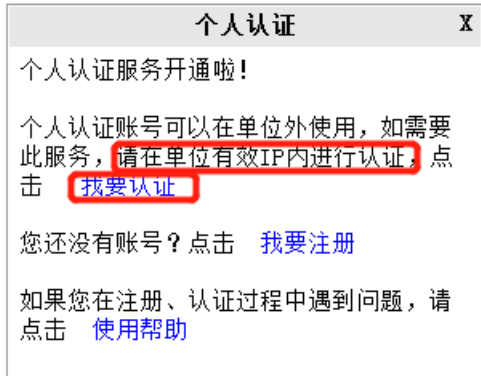 个人认证 X
个人认证服务开通啦！
个人认证账号可以在单位外使用，如需要
此服务，请在单位有效IP内进行认证，点
击 我要认证
您还没有账号？点击 我要注册
如果您在注册、认证过程中遇到问题，请
点击 使用帮助